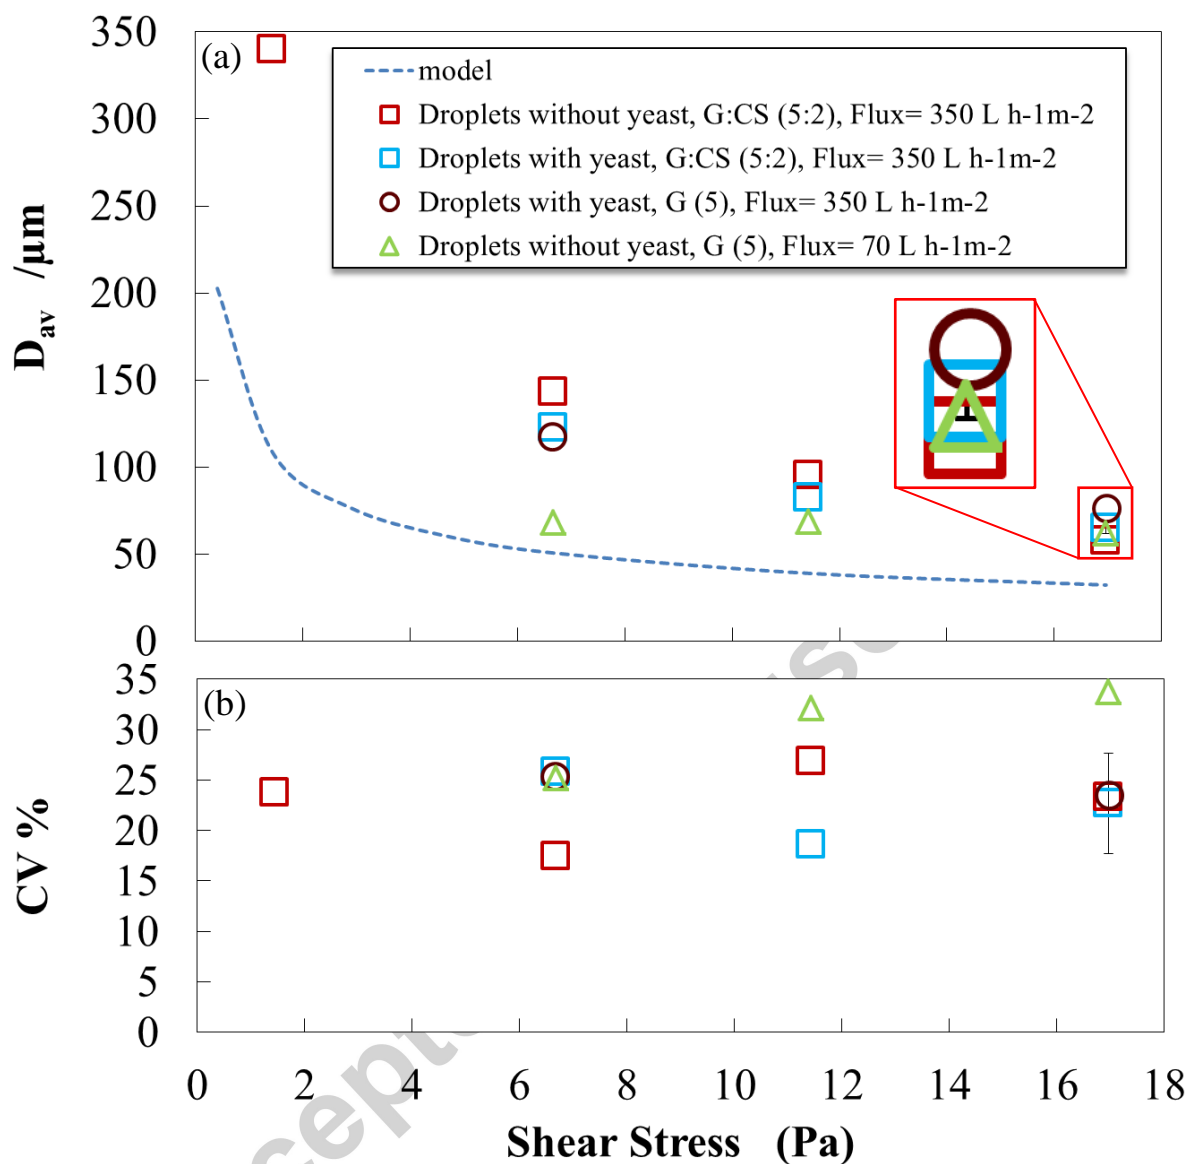 350
300
250
200
150
100
50
0
D_av /μm
(a)
model
Droplets without yeast, G:CS (5:2), Flux= 350 L h-1m-2
Droplets with yeast, G:CS (5:2), Flux= 350 L h-1m-2
Droplets with yeast, G (5), Flux= 350 L h-1m-2
Droplets without yeast, G (5), Flux= 70 L h-1m-2
35
30
25
20
15
10
5
0
CV %
(b)
0 2 4 6 8 10 12 14 16 18
Shear Stress (Pa)